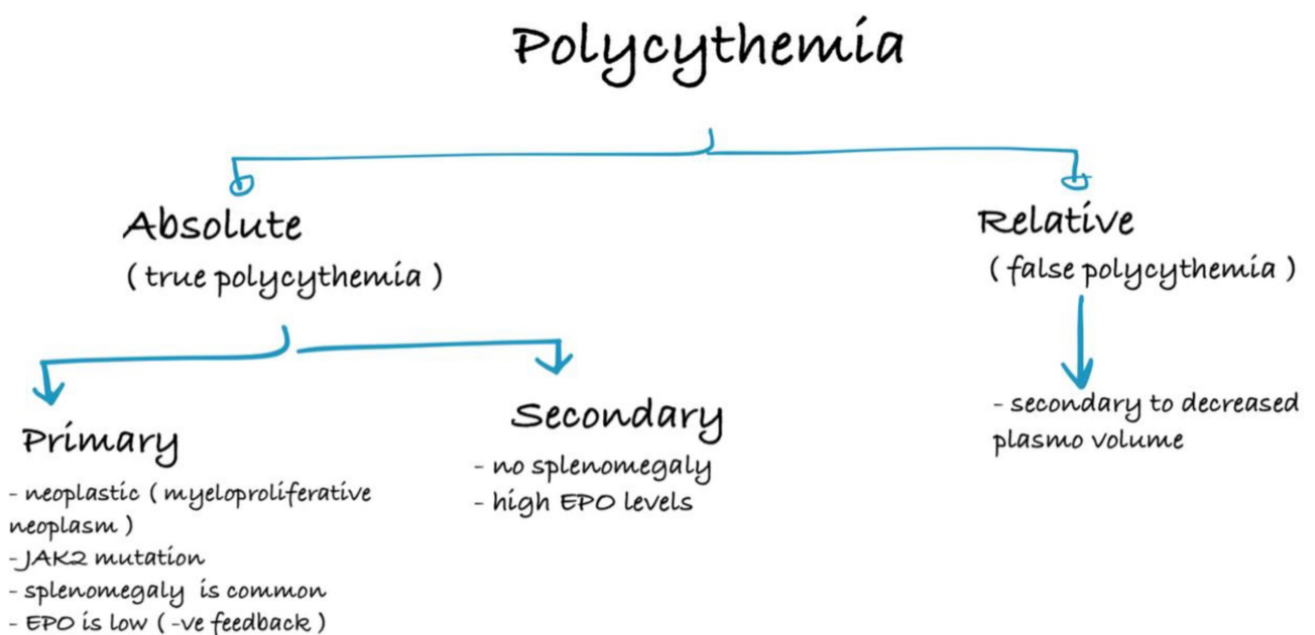 Polycythemia
Absolute
( true polycythemia )
Relative
( false polycythemia )
Primary
- neoplastic ( myeloproliferative
neoplasm )
- JAK2 mutation
- splenomegaly is common
- EPO is low ( -ve feedback )
Secondary
- no splenomegaly
- high EPO levels
- secondary to decreased
plasmo volume